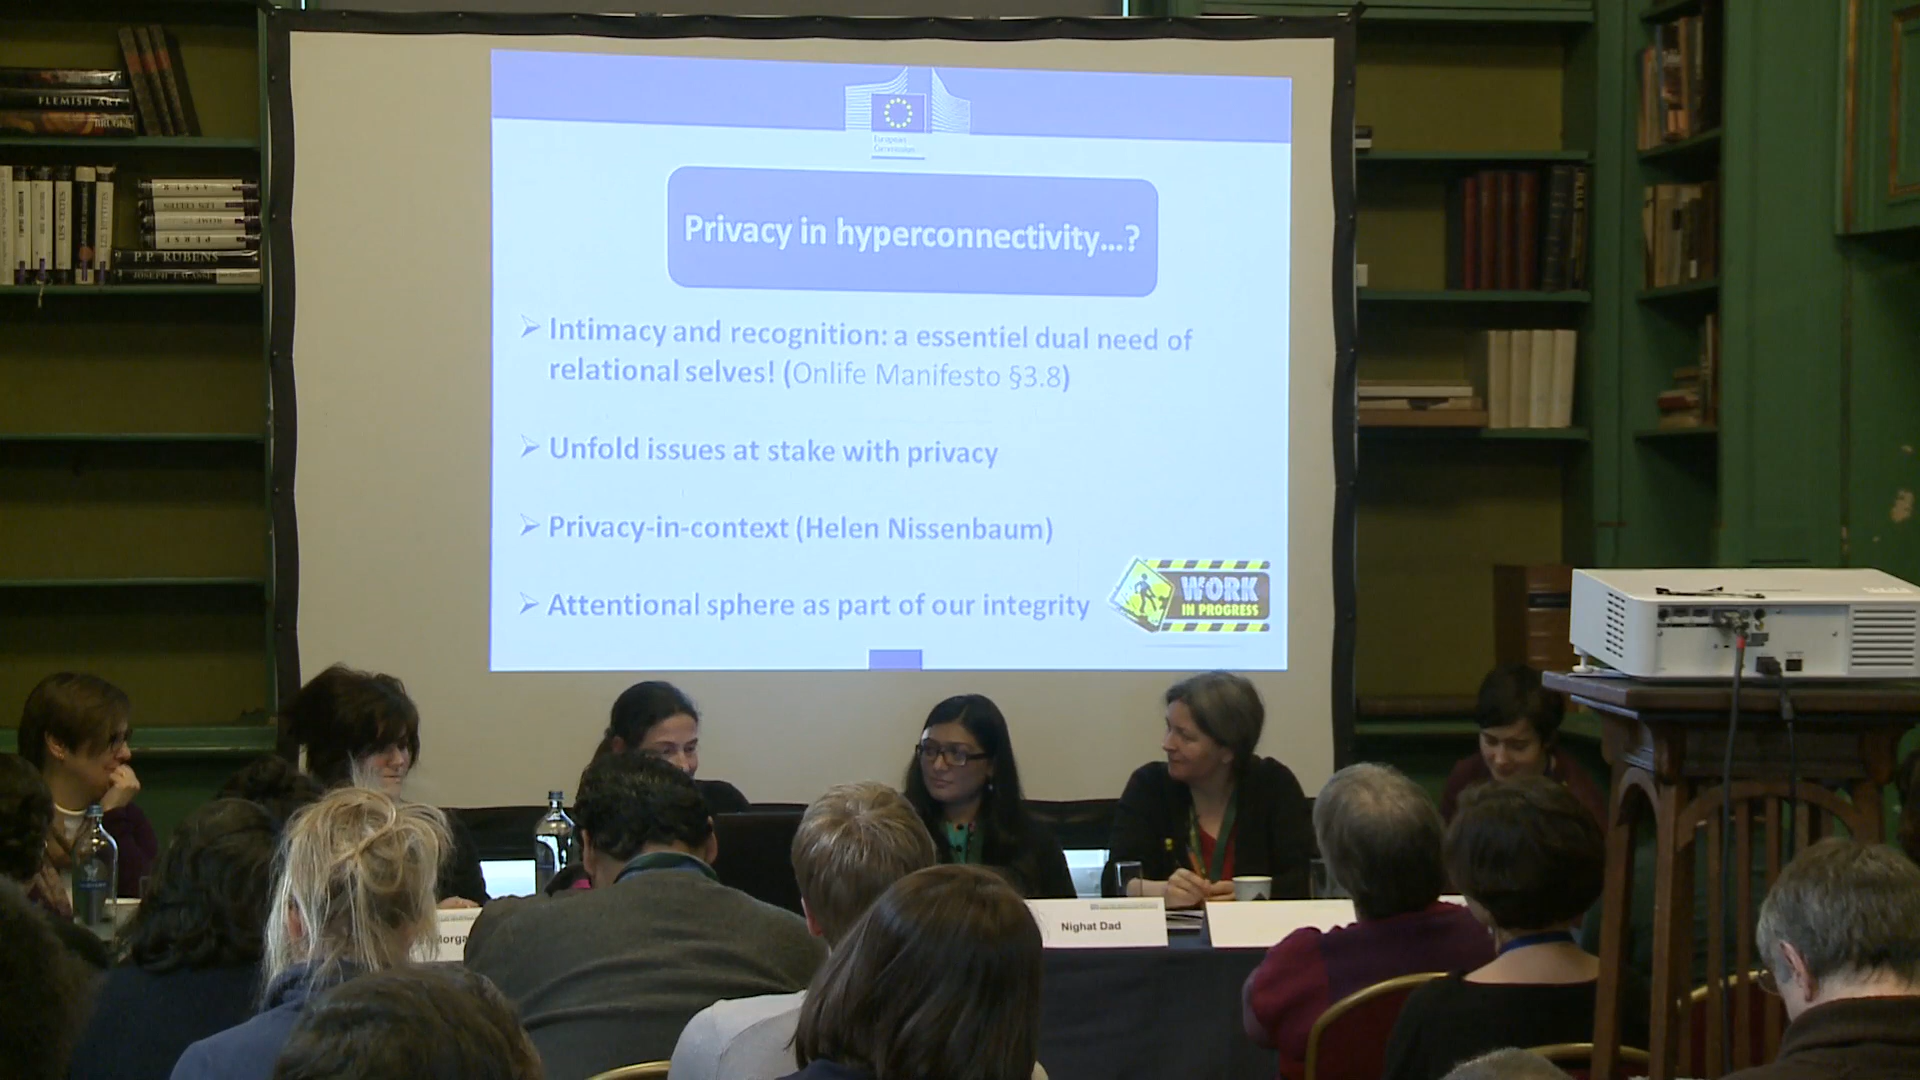 European
Commission
Privacy in hyperconnectivity...?
➢ Intimacy and recognition: a essentiel dual need of
relational selves! (Onlife Manifesto §3.8)
➢ Unfold issues at stake with privacy
➢ Privacy-in-context (Helen Nissenbaum)
➢ Attentional sphere as part of our integrity
WORK
IN PROGRESS
FLEMISH ART
BRUGES
P.P. RUBENS
Nighat Dad